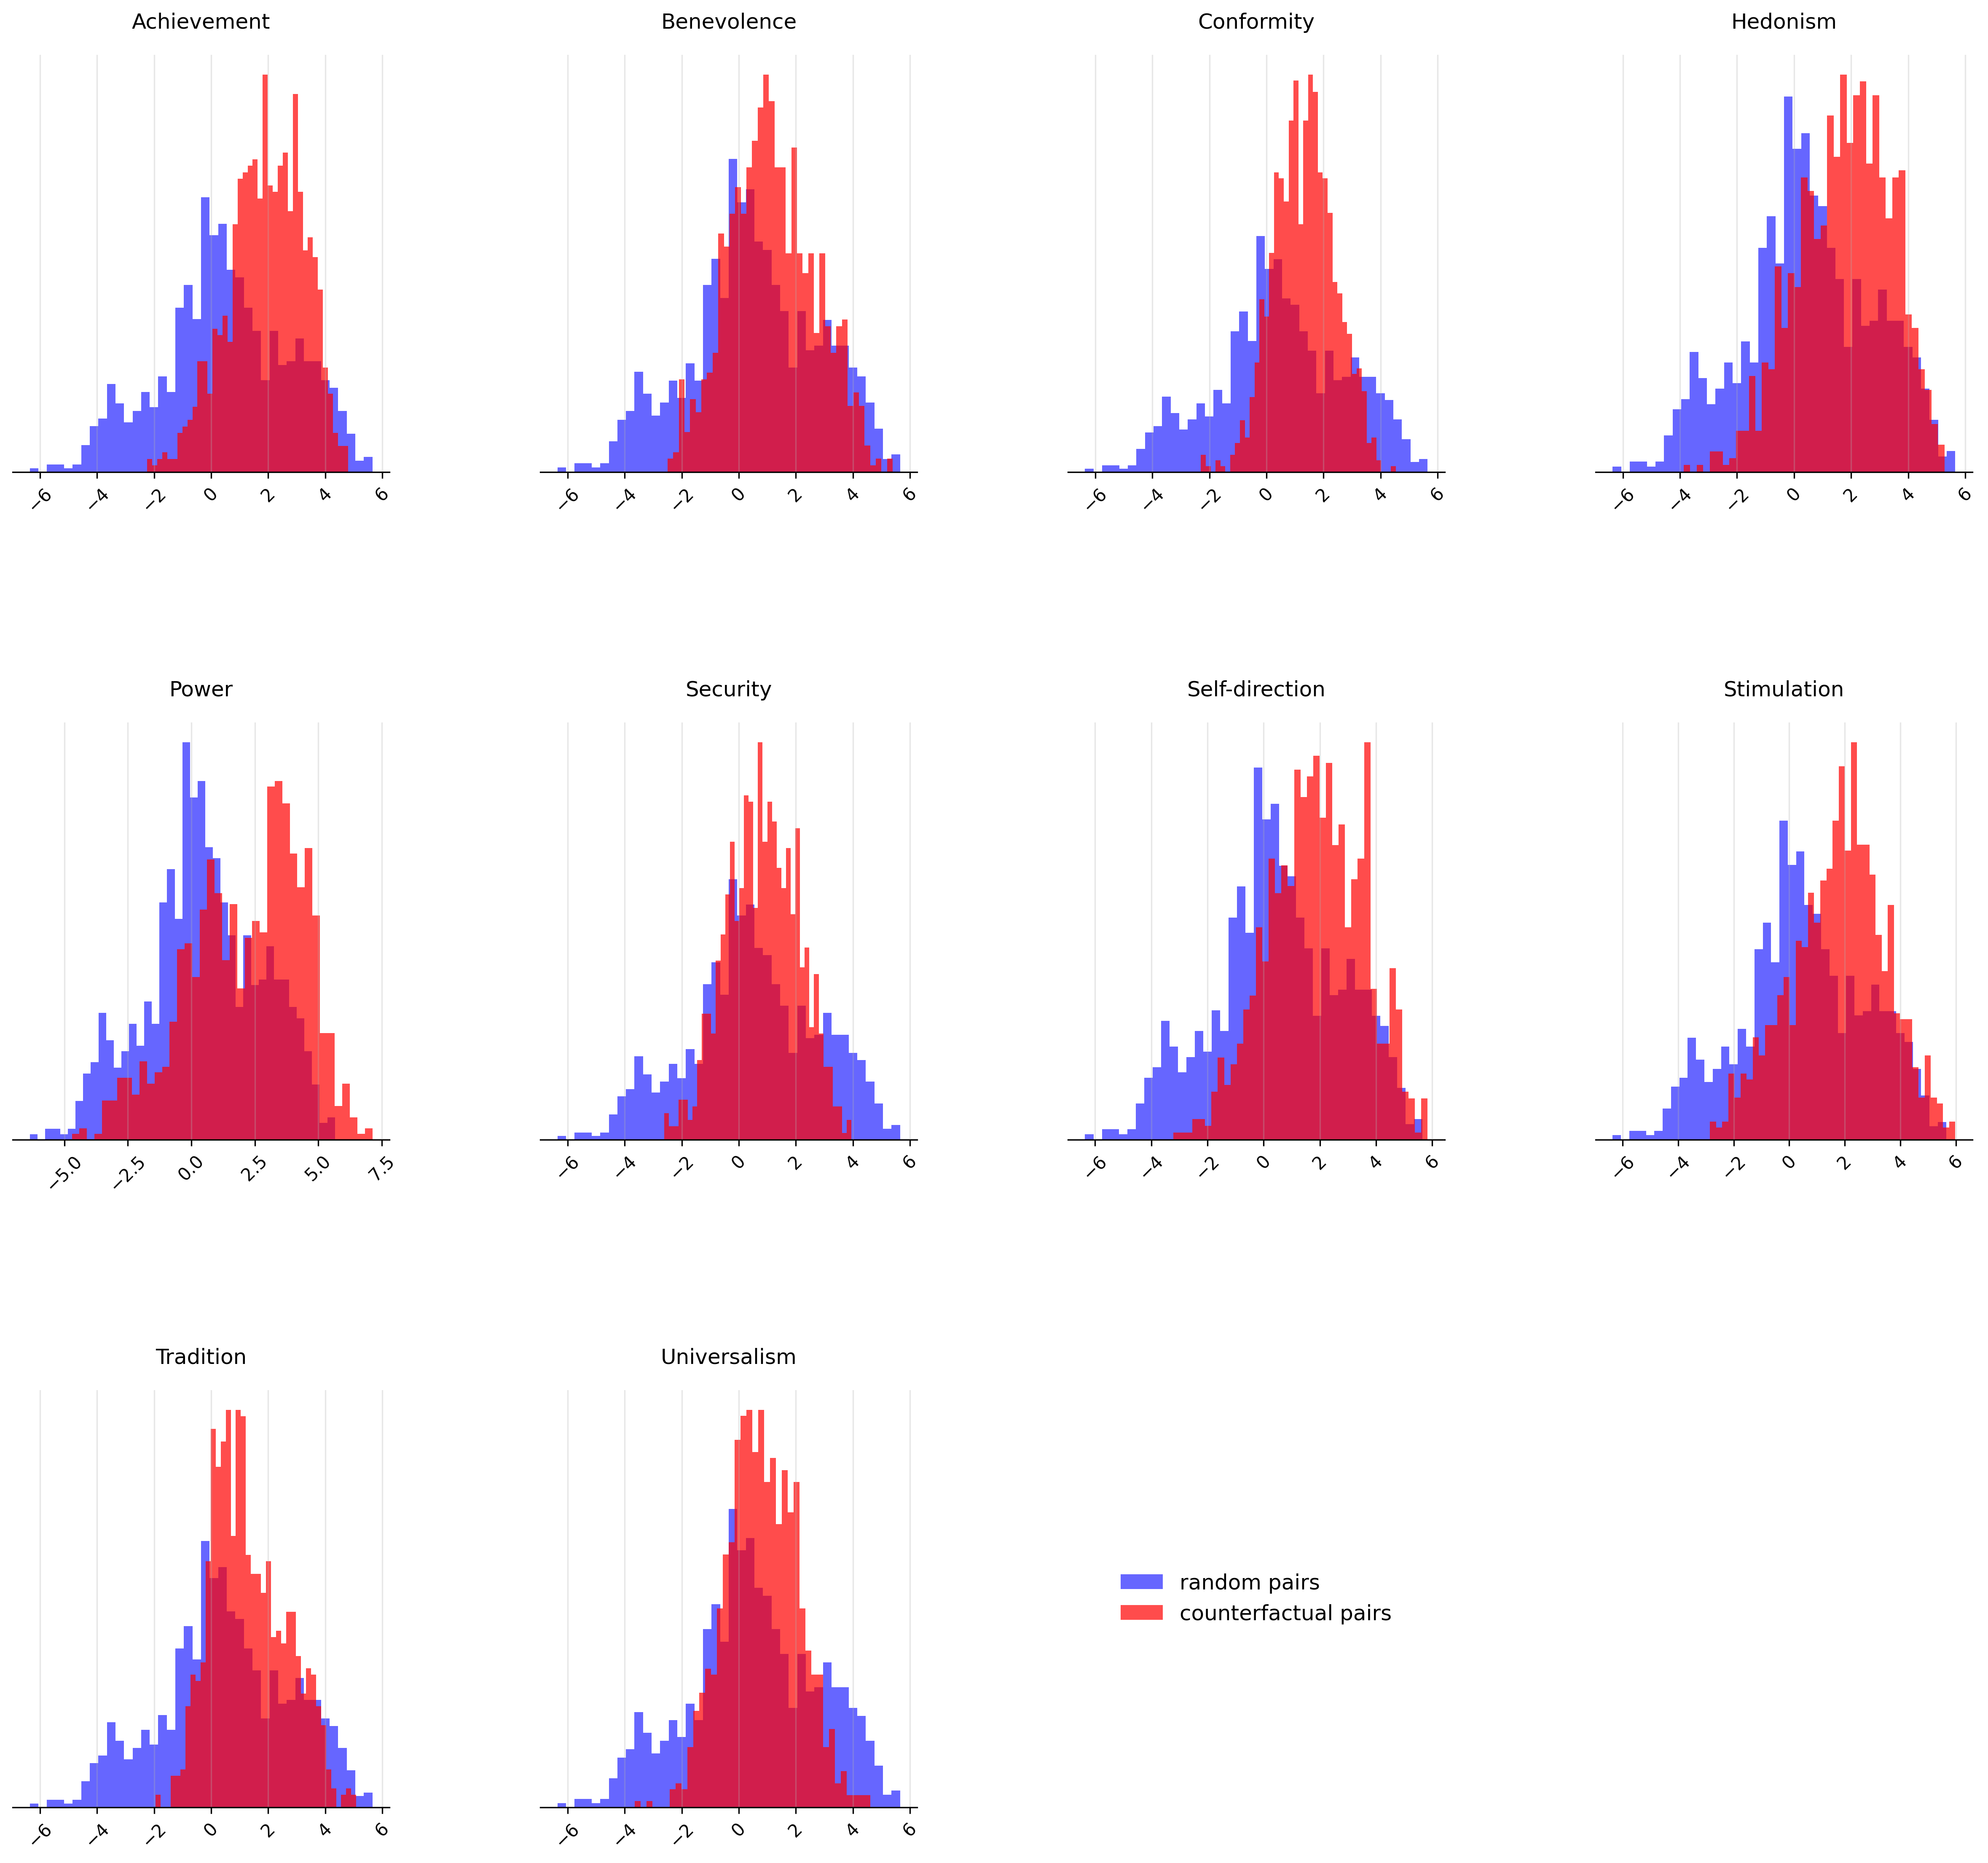 Achievement Benevolence Conformity Hedonism
−6 −4 −2 0 2 4 6 −6 −4 −2 0 2 4 6 −6 −4 −2 0 2 4 6 −6 −4 −2 0 2 4 6
Power Security Self-direction Stimulation
−5.0 −2.5 0.0 2.5 5.0 7.5 −6 −4 −2 0 2 4 6 −6 −4 −2 0 2 4 6 −6 −4 −2 0 2 4 6
Tradition Universalism
random pairs
counterfactual pairs
−6 −4 −2 0 2 4 6 −6 −4 −2 0 2 4 6